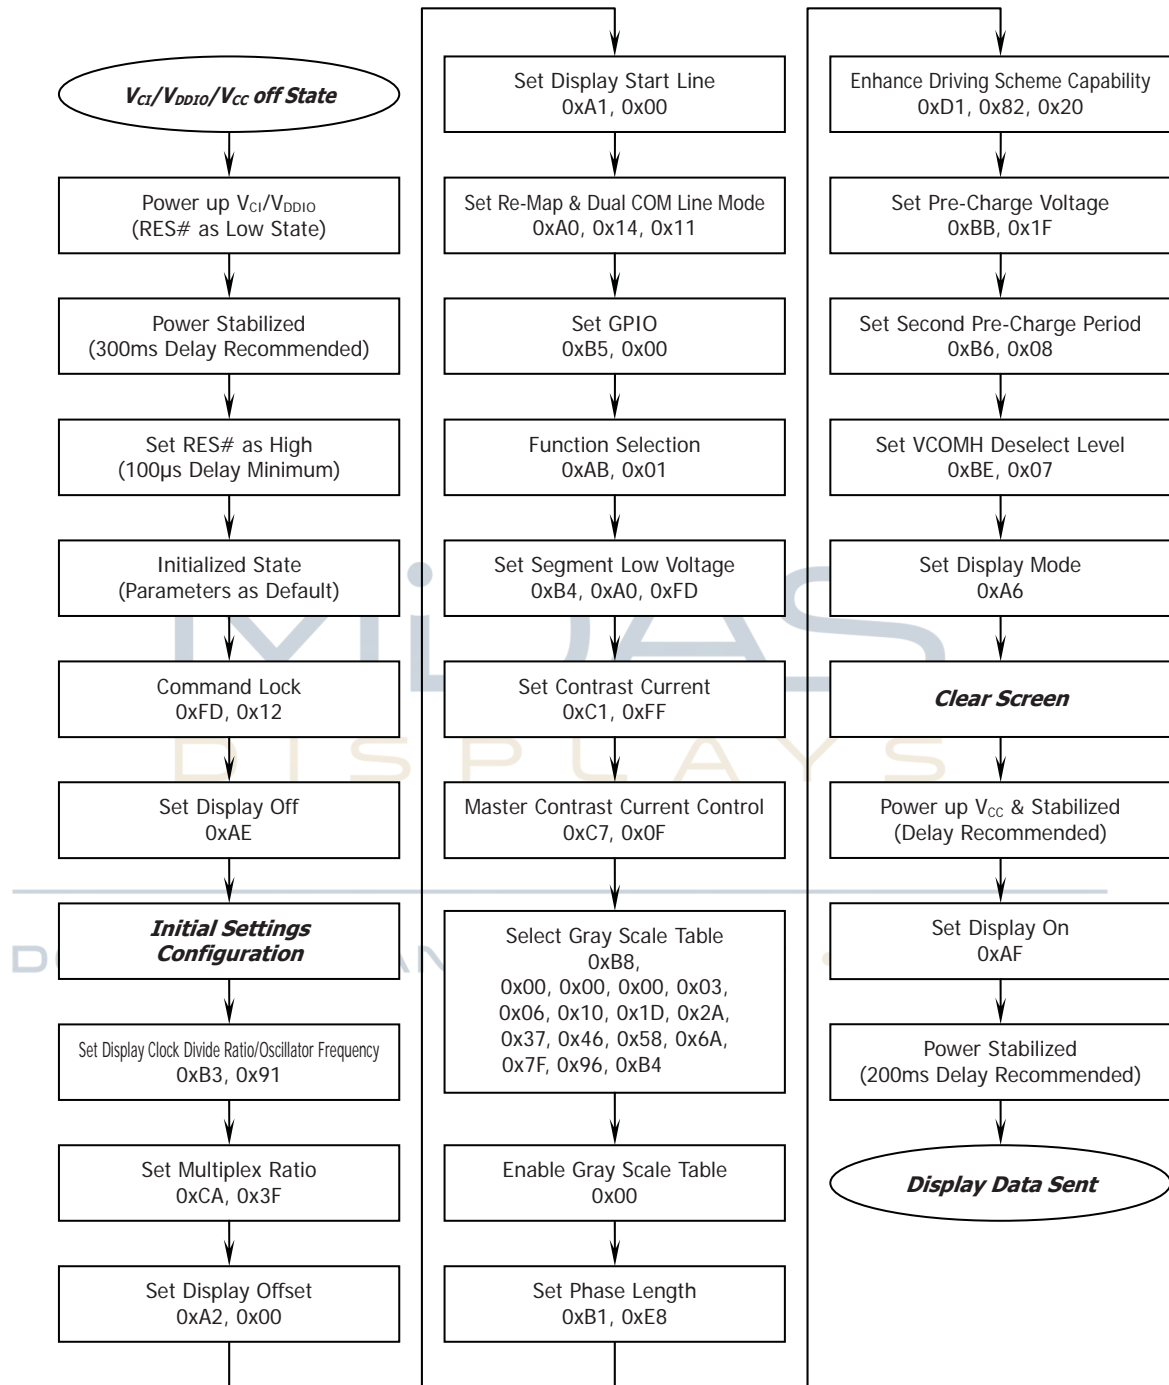 V_CI/V_DDIO/V_CC off State
Power up V_CI/V_DDIO
(RES# as Low State)
Power Stabilized
(300ms Delay Recommended)
Set RES# as High
(100µs Delay Minimum)
Initialized State
(Parameters as Default)
Command Lock
0xFD, 0x12
Set Display Off
0xAE
Initial Settings
Configuration
Set Display Clock Divide Ratio/Oscillator Frequency
0xB3, 0x91
Set Multiplex Ratio
0xCA, 0x3F
Set Display Offset
0xA2, 0x00
Set Display Start Line
0xA1, 0x00
Set Re-Map & Dual COM Line Mode
0xA0, 0x14, 0x11
Set GPIO
0xB5, 0x00
Function Selection
0xAB, 0x01
Set Segment Low Voltage
0xB4, 0xA0, 0xFD
Set Contrast Current
0xC1, 0xFF
Master Contrast Current Control
0xC7, 0x0F
Select Gray Scale Table
0xB8,
0x00, 0x00, 0x00, 0x03,
0x06, 0x10, 0x1D, 0x2A,
0x37, 0x46, 0x58, 0x6A,
0x7F, 0x96, 0xB4
Enable Gray Scale Table
0x00
Set Phase Length
0xB1, 0xE8
Enhance Driving Scheme Capability
0xD1, 0x82, 0x20
Set Pre-Charge Voltage
0xBB, 0x1F
Set Second Pre-Charge Period
0xB6, 0x08
Set VCOMH Deselect Level
0xBE, 0x07
Set Display Mode
0xA6
Clear Screen
Power up V_CC & Stabilized
(Delay Recommended)
Set Display On
0xAF
Power Stabilized
(200ms Delay Recommended)
Display Data Sent
MIDAS
DISPLAYS